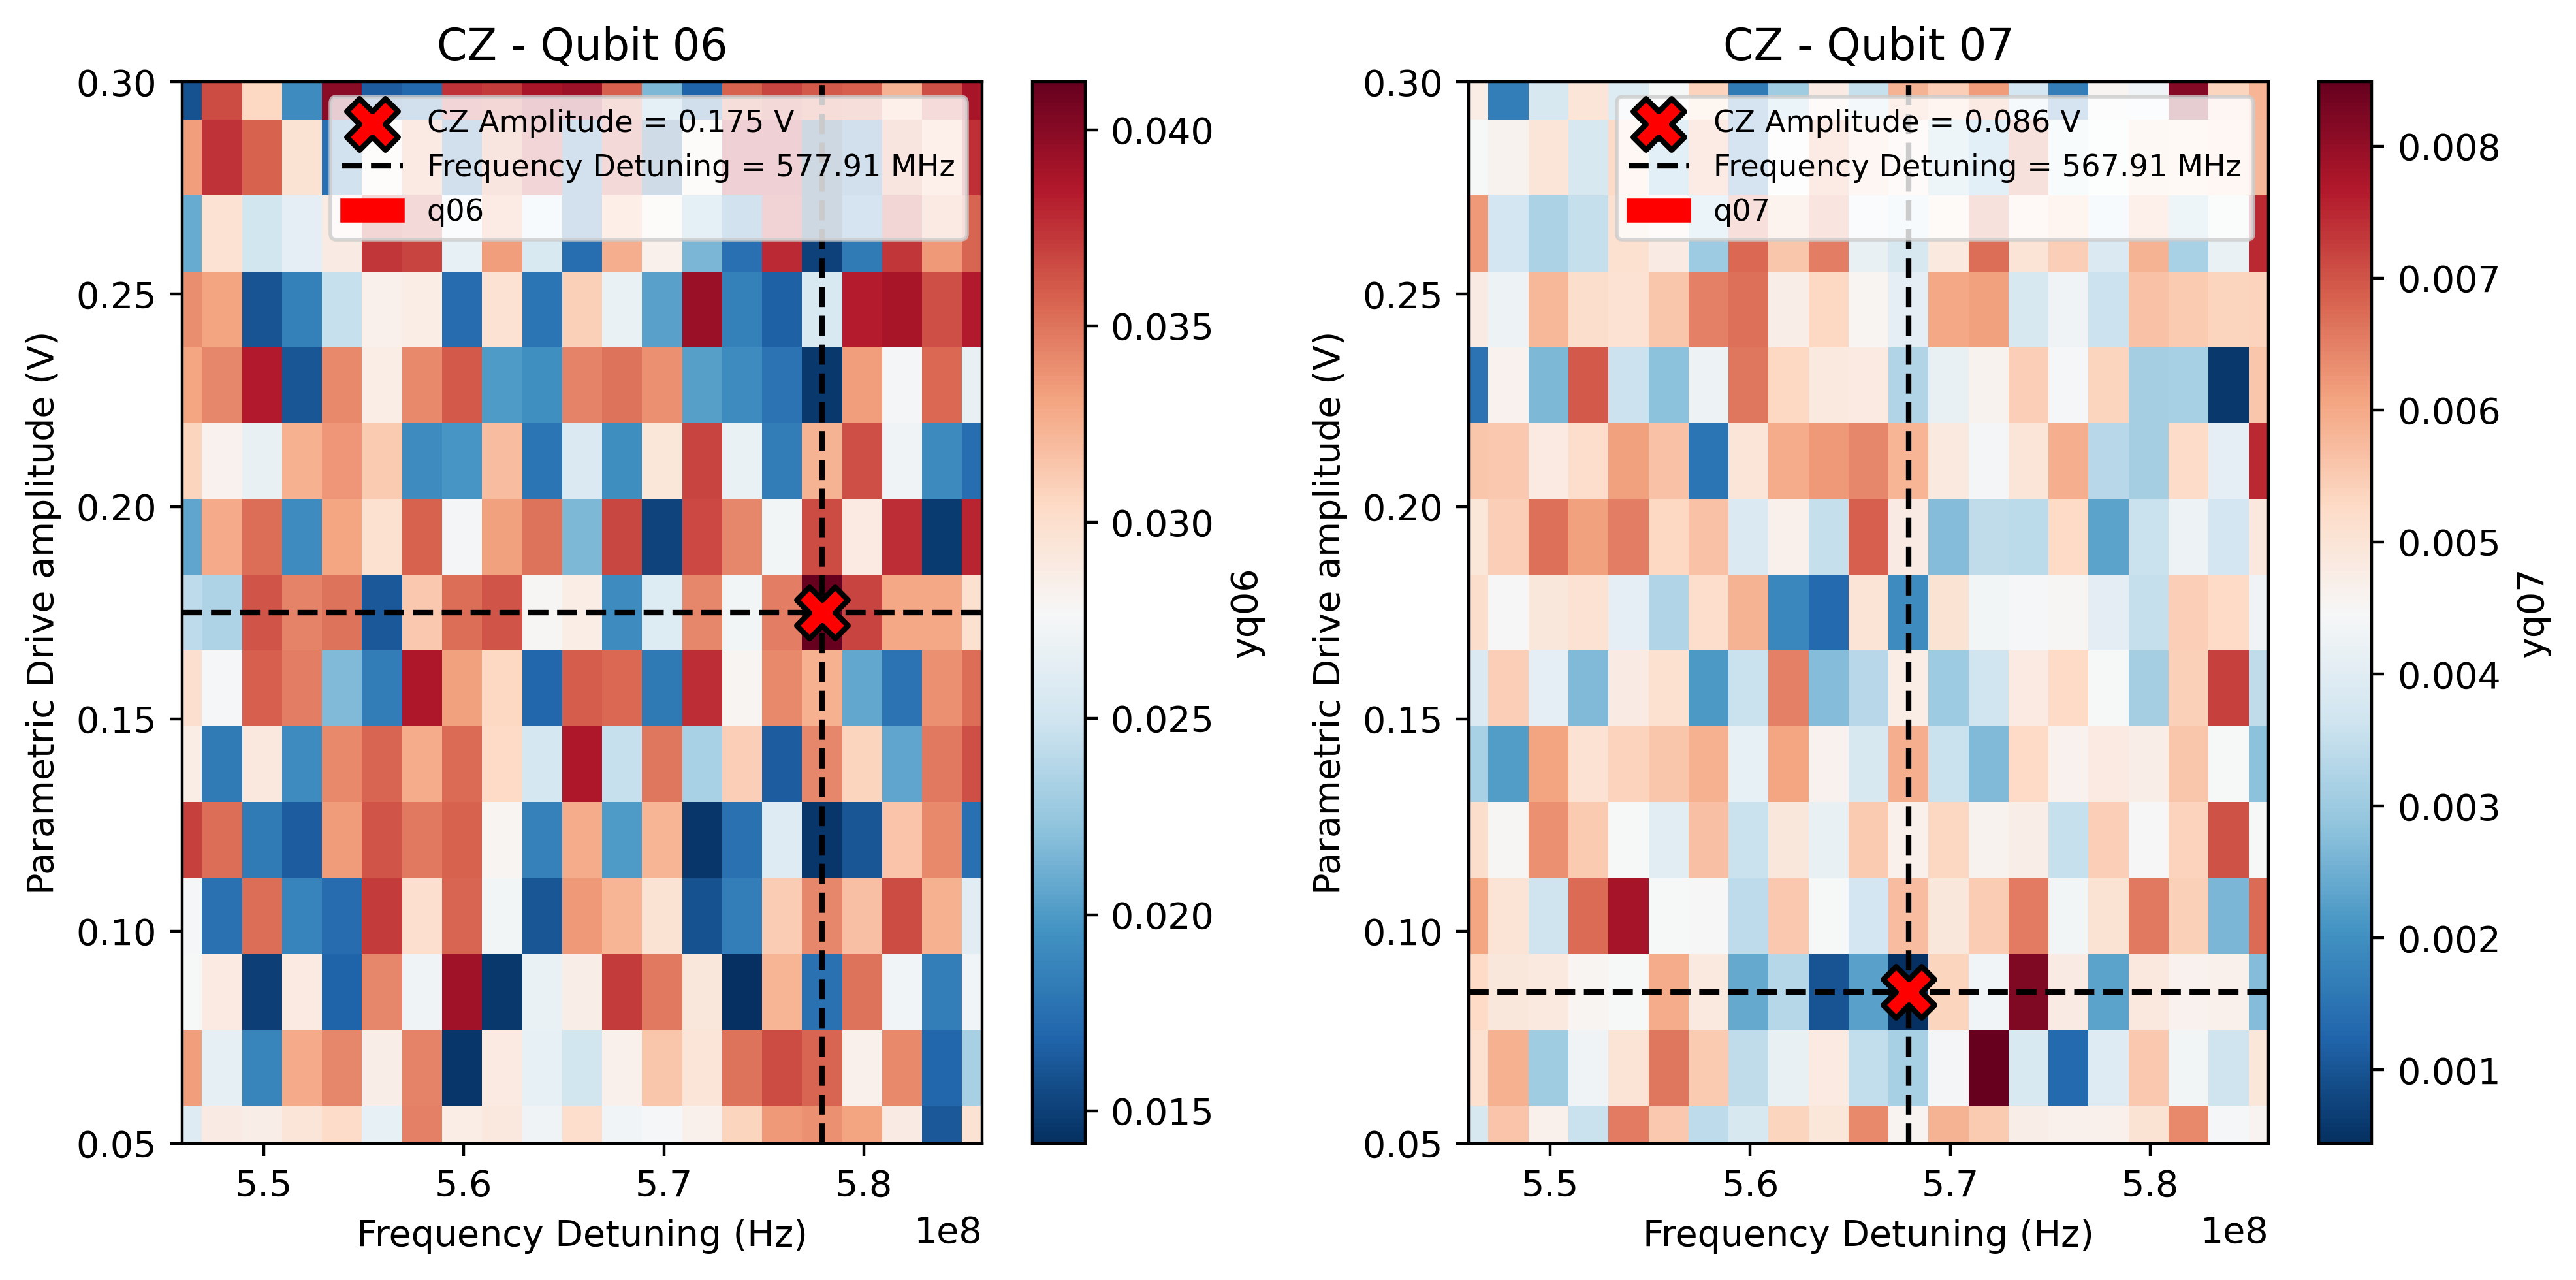 CZ - Qubit 06
CZ Amplitude = 0.175 V
Frequency Detuning = 577.91 MHz
q06
Parametric Drive amplitude (V)
0.30
0.25
0.20
0.15
0.10
0.05
5.5
5.6
5.7
5.8
1e8
Frequency Detuning (Hz)
0.040
0.035
0.030
0.025
0.020
0.015
yq06
CZ - Qubit 07
CZ Amplitude = 0.086 V
Frequency Detuning = 567.91 MHz
q07
Parametric Drive amplitude (V)
0.30
0.25
0.20
0.15
0.10
0.05
5.5
5.6
5.7
5.8
1e8
Frequency Detuning (Hz)
0.008
0.007
0.006
0.005
0.004
0.003
0.002
0.001
yq07